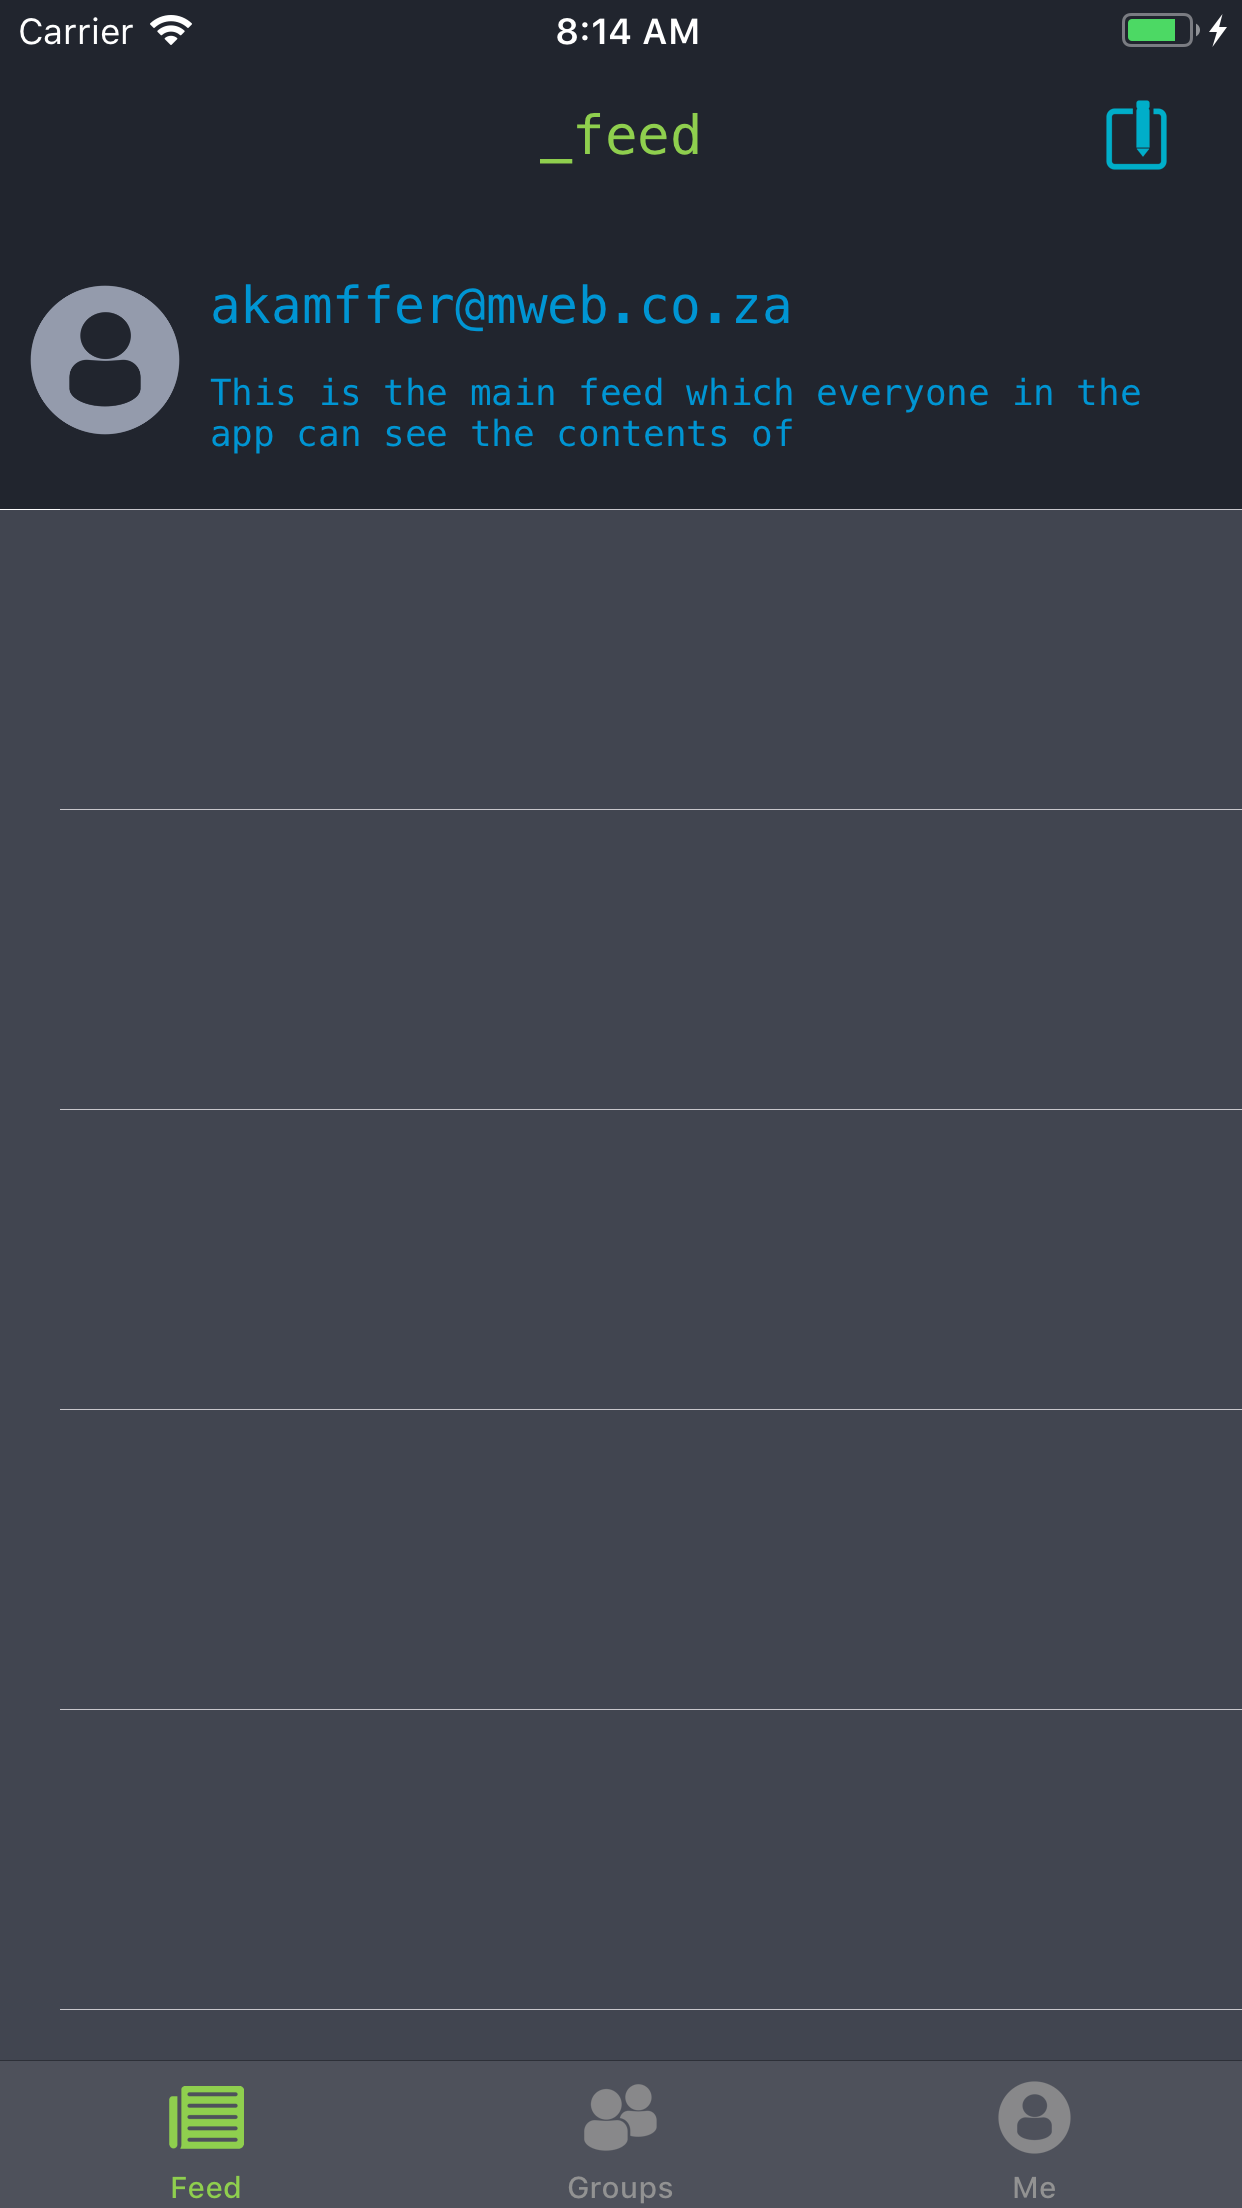 Carrier 8:14 AM
_feed
akamffer@mweb.co.za
This is the main feed which everyone in the
app can see the contents of
Feed Groups Me